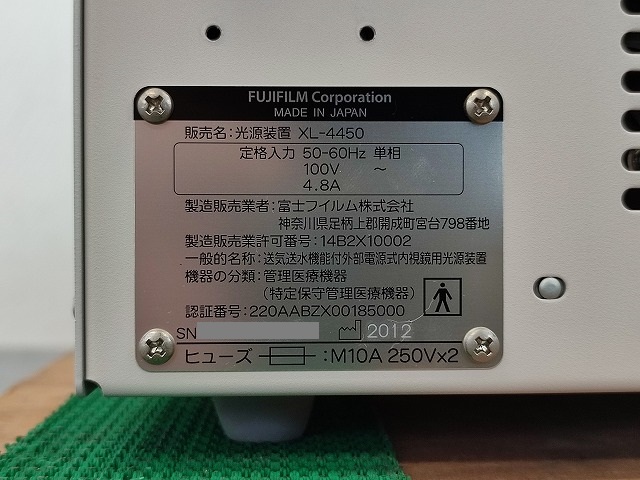 FUJIFILM Corporation
MADE IN JAPAN
販売名:光源装置 XL-4450
定格入力 50-60Hz 単相
100V ～
4.8A
製造販売業者:富士フイルム株式会社
神奈川県足柄上郡開成町宮台798番地
製造販売業許可番号:14B2X10002
一般的名称:送気送水機能付外部電源式内視鏡用光源装置
機器の分類:管理医療機器
(特定保守管理医療機器)
認証番号:220AABZX00185000
SN 2012
ヒューズ :M10A 250Vx2